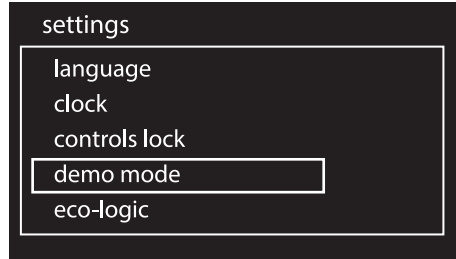 settings
language
clock
controls lock
demo mode
eco-logic